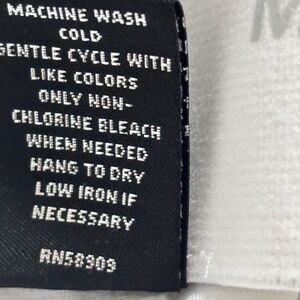 MACHINE WASH
COLD
GENTLE CYCLE WITH
LIKE COLORS
ONLY NON-
CHLORINE BLEACH
WHEN NEEDED
HANG TO DRY
LOW IRON IF
NECESSARY
RN58909
M